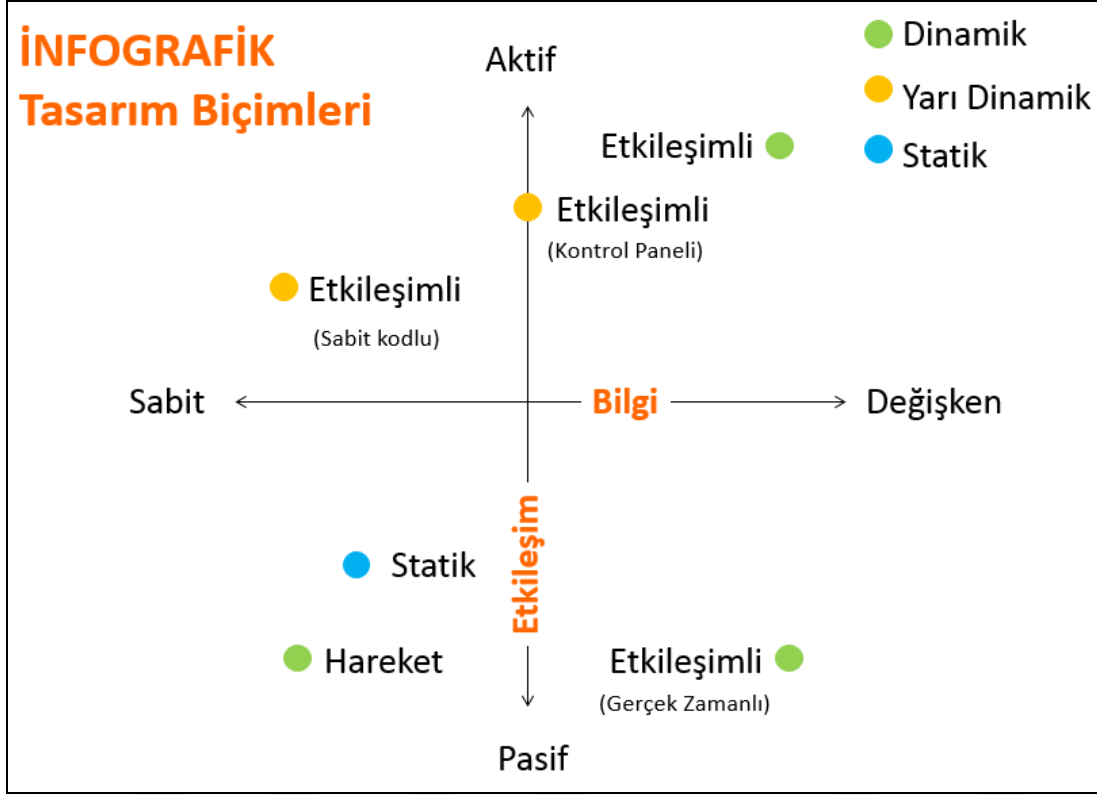 İNFOGRAFİK
Tasarım Biçimleri
Aktif
Dinamik
Yarı Dinamik
Statik
Etkileşimli
Etkileşimli
(Kontrol Paneli)
Etkileşimli
(Sabit kodlu)
Sabit
Bilgi
Değişken
Etkileşim
Statik
Hareket
Etkileşimli
(Gerçek Zamanlı)
Pasif